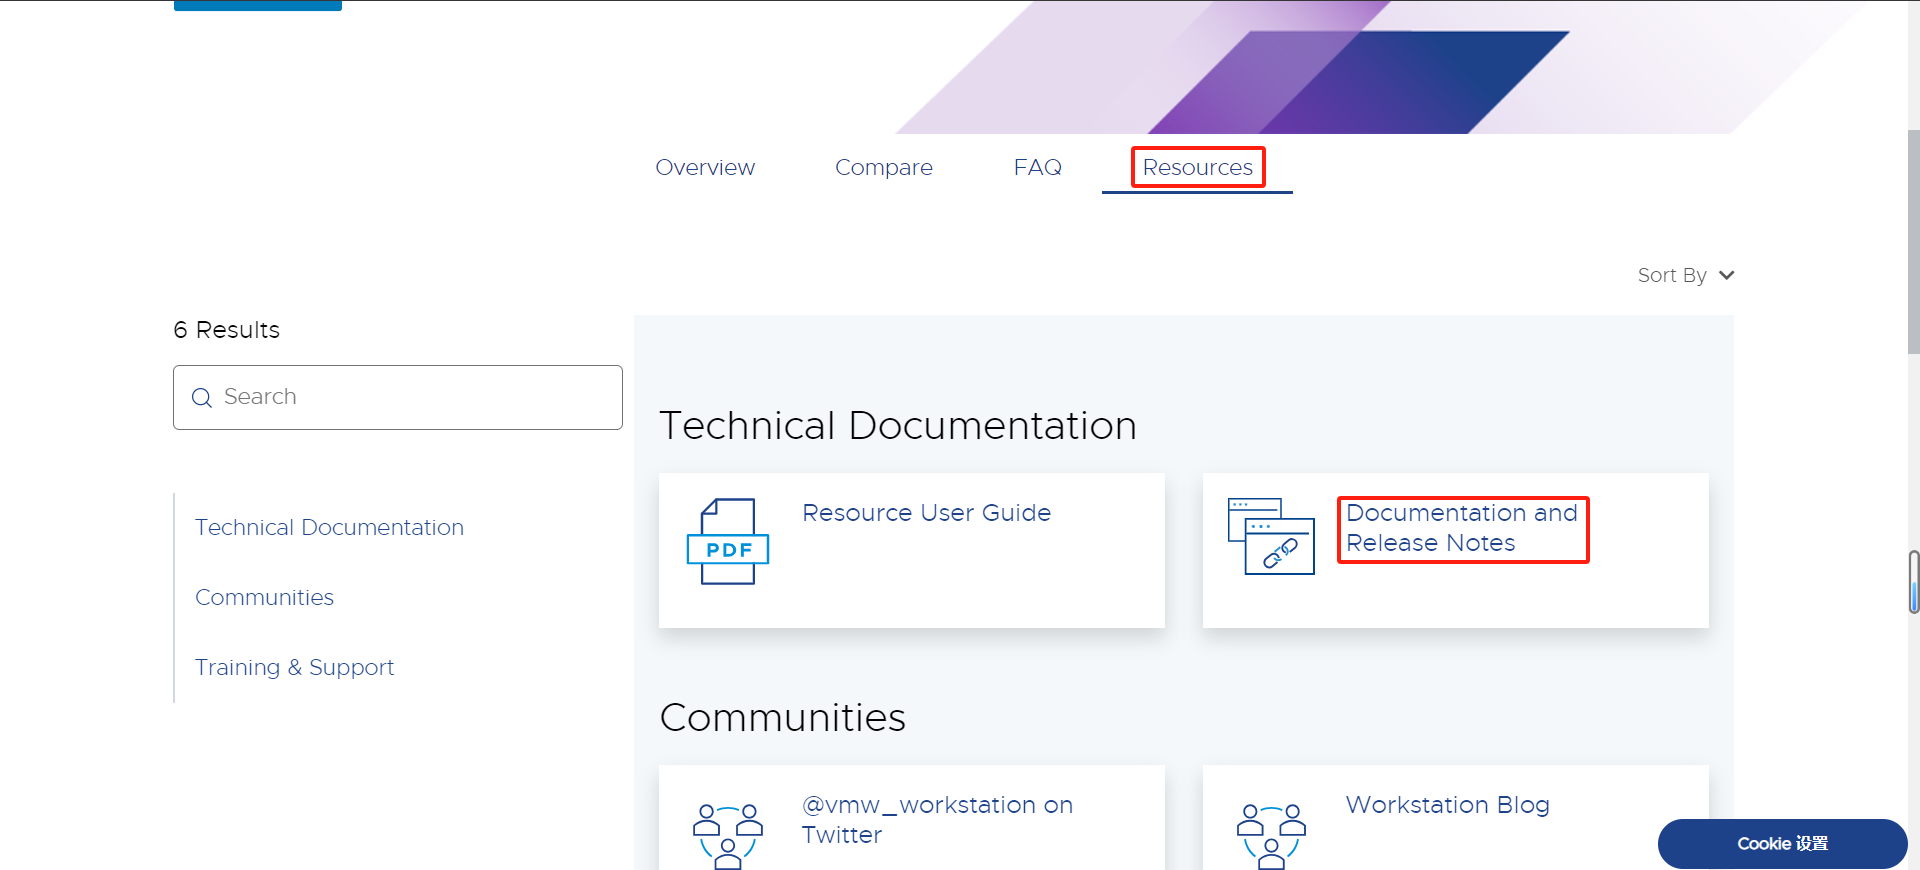 Overview
Compare
FAQ
Resources
Sort By
6 Results
Search
Technical Documentation
Communities
Training & Support
Technical Documentation
PDF
Resource User Guide
Documentation and
Release Notes
Communities
@vmw_workstation on
Twitter
Workstation Blog
Cookie 设置